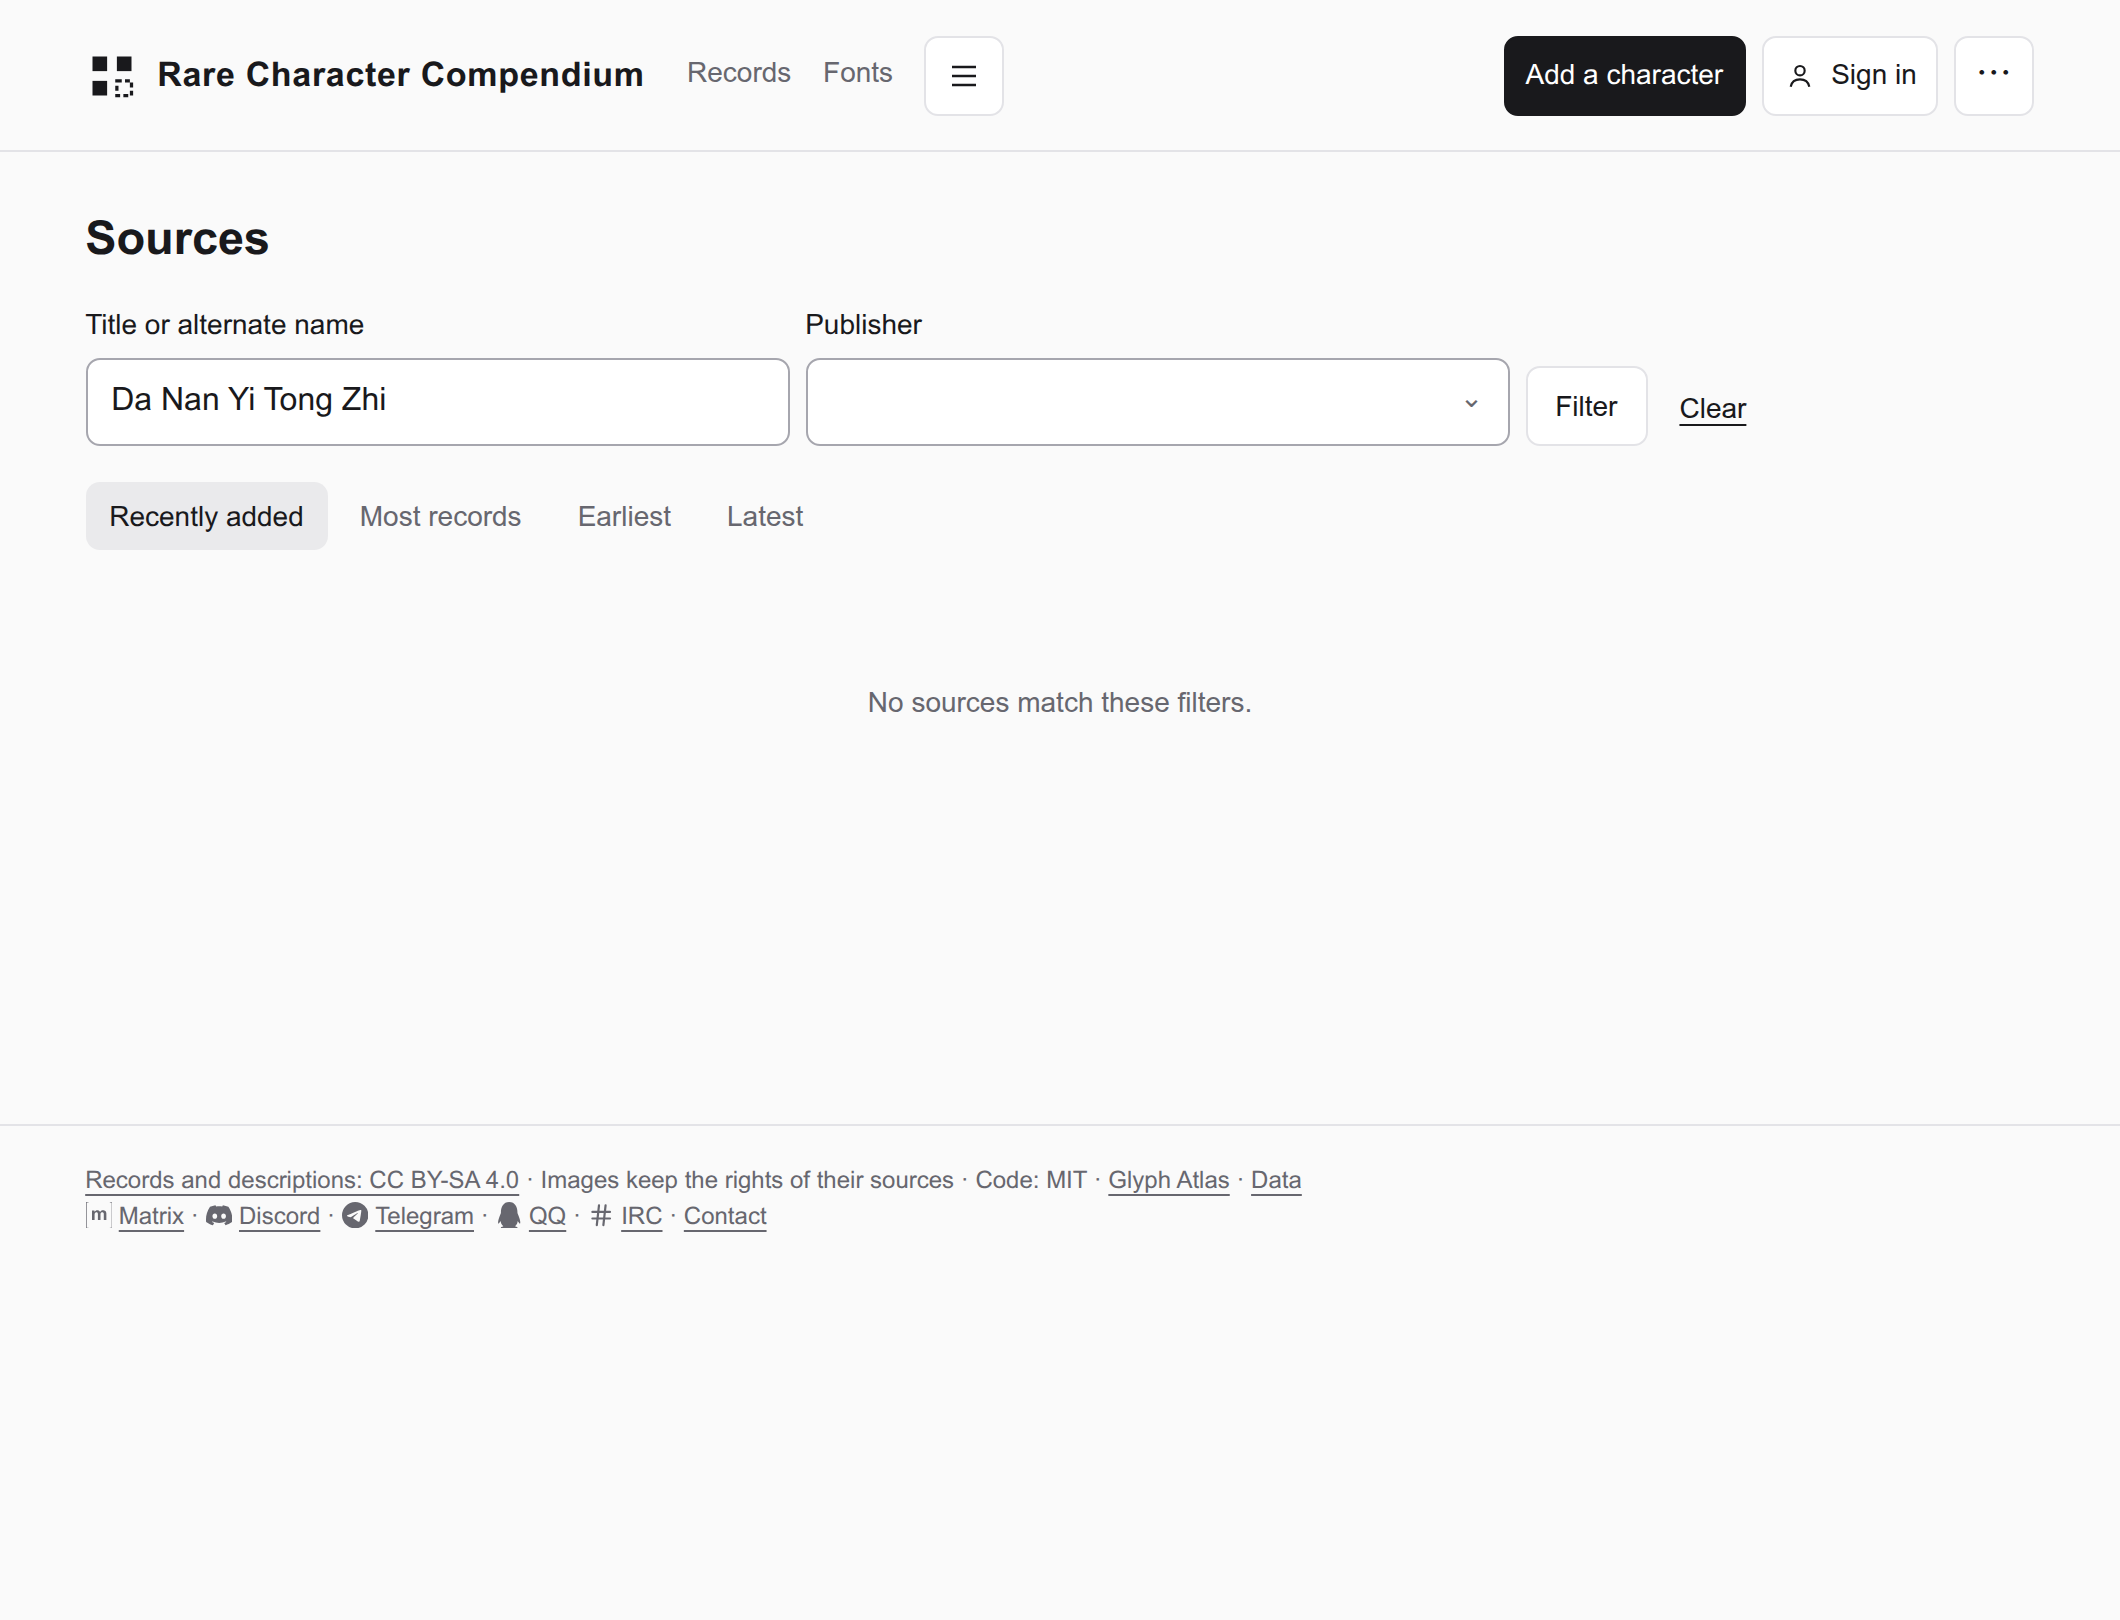 Rare Character Compendium Records Fonts Add a character Sign in ...
Sources
Title or alternate name Publisher
Da Nan Yi Tong Zhi Filter Clear
Recently added Most records Earliest Latest
No sources match these filters.
Records and descriptions: CC BY-SA 4.0 · Images keep the rights of their sources · Code: MIT · Glyph Atlas · Data
[m] Matrix · Discord · Telegram · QQ · # IRC · Contact